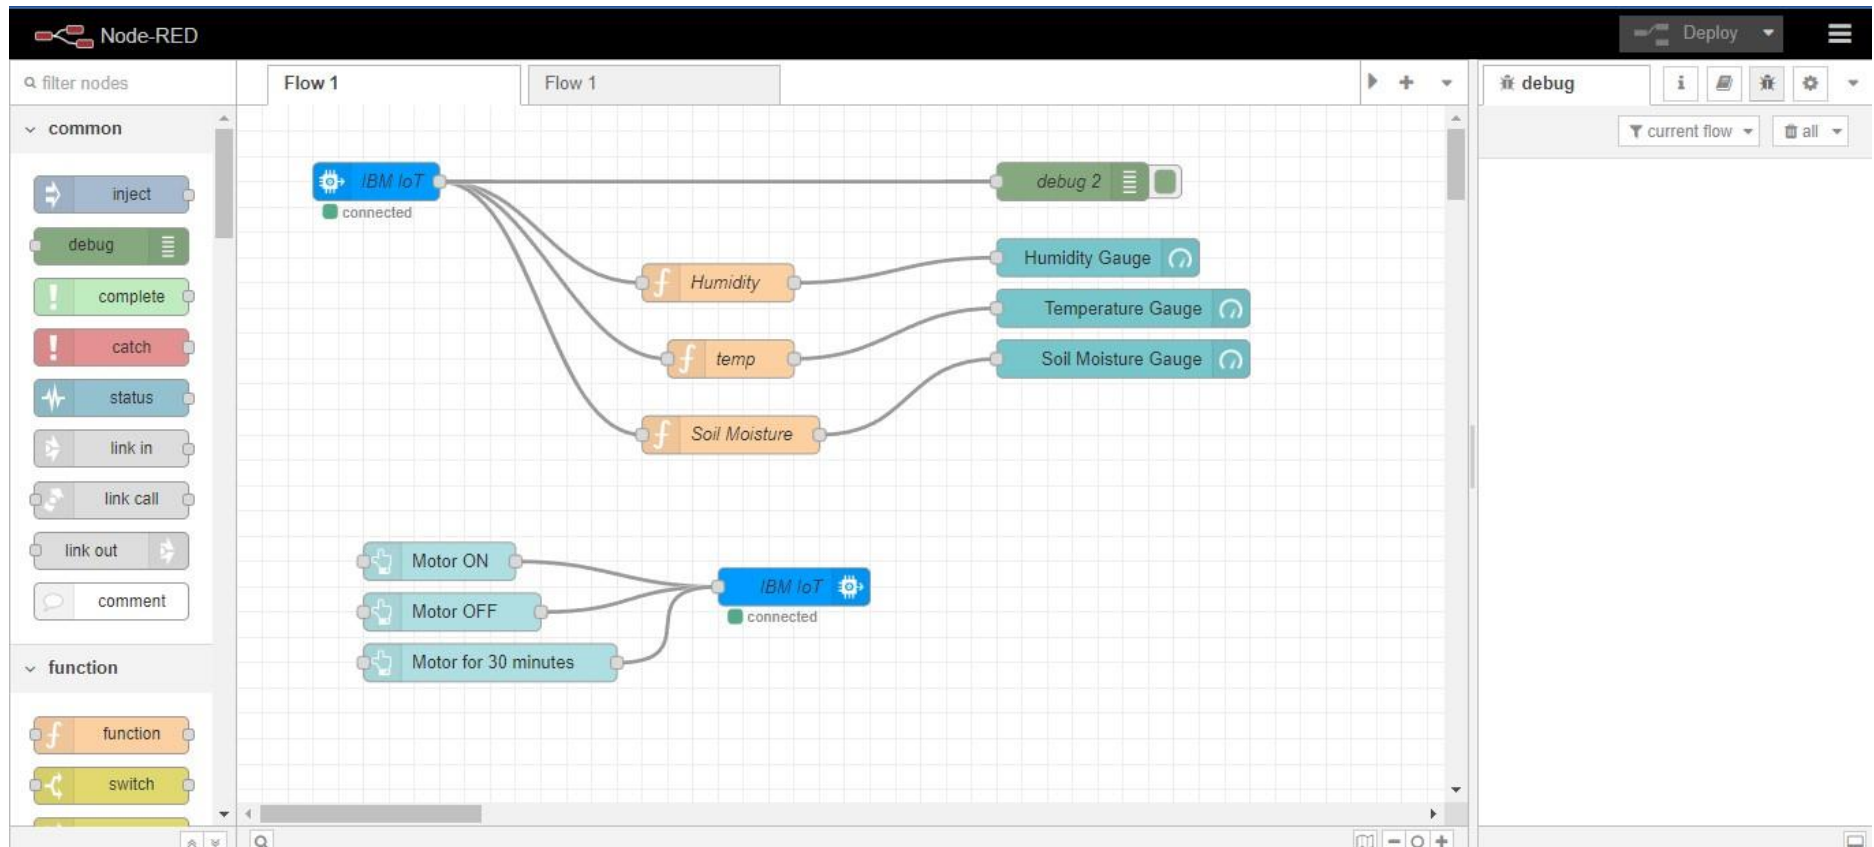 Node-RED
Deploy
filter nodes
Flow 1
Flow 1
debug
i
common
current flow
all
inject
debug
complete
catch
status
link in
link call
link out
comment
function
function
switch
IBM IoT
connected
debug 2
Humidity
Humidity Gauge
temp
Temperature Gauge
Soil Moisture Gauge
Soil Moisture
Motor ON
Motor OFF
Motor for 30 minutes
IBM IoT
connected